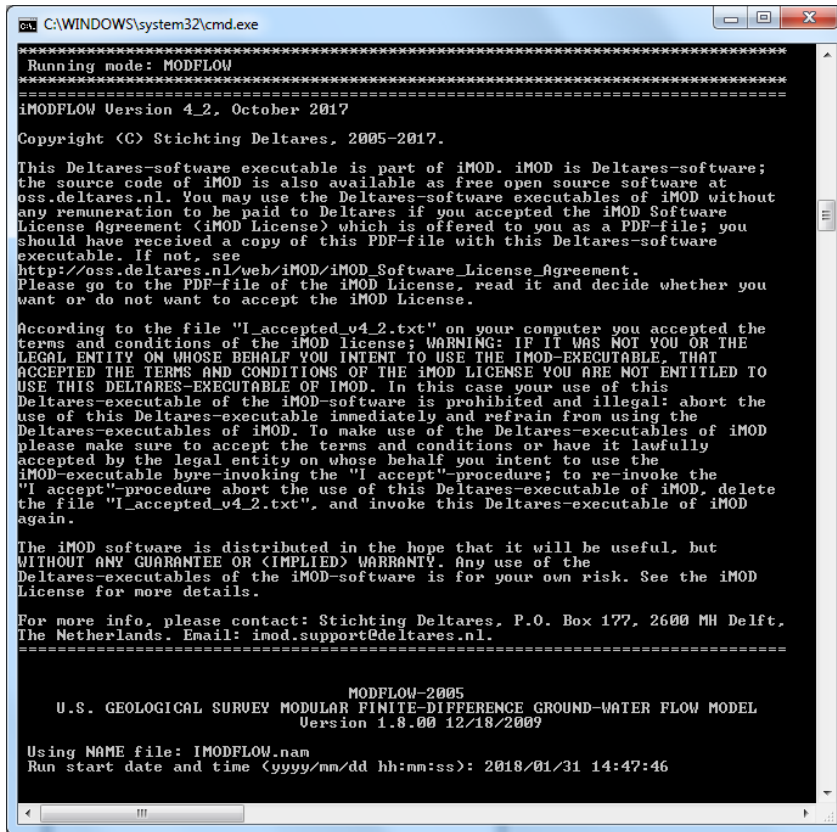 C:\WINDOWS\system32\cmd.exe
*******************************************************************************
Running mode: MODFLOW
*******************************************************************************
===============================================================================
iMODFLOW Version 4_2, October 2017
Copyright (C) Stichting Deltares, 2005-2017.
This Deltares-software executable is part of iMOD. iMOD is Deltares-software;
the source code of iMOD is also available as free open source software at
oss.deltares.nl. You may use the Deltares-software executables of iMOD without
any remuneration to be paid to Deltares if you accepted the iMOD Software
License Agreement (iMOD License) which is offered to you as a PDF-file; you
should have received a copy of this PDF-file with this Deltares-software
executable. If not, see
http://oss.deltares.nl/web/iMOD/iMOD_Software_License_Agreement.
Please go to the PDF-file of the iMOD License, read it and decide whether you
want or do not want to accept the iMOD License.
According to the file "I_accepted_v4_2.txt" on your computer you accepted the
terms and conditions of the iMOD license; WARNING: IF IT WAS NOT YOU OR THE
LEGAL ENTITY ON WHOSE BEHALF YOU INTENT TO USE THE IMOD-EXECUTABLE, THAT
ACCEPTED THE TERMS AND CONDITIONS OF THE iMOD LICENSE YOU ARE NOT ENTITLED TO
USE THIS DELTARES-EXECUTABLE OF IMOD. In this case your use of this
Deltares-executable of the iMOD-software is prohibited and illegal: abort the
use of this Deltares-executable immediately and refrain from using the
Deltares-executables of iMOD. To make use of the Deltares-executables of iMOD
please make sure to accept the terms and conditions or have it lawfully
accepted by the legal entity on whose behalf you intent to use the
iMOD-executable byre-invoking the "I accept"-procedure; to re-invoke the
"I accept"-procedure abort the use of this Deltares-executable of iMOD, delete
the file "I_accepted_v4_2.txt", and invoke this Deltares-executable of iMOD
again.
The iMOD software is distributed in the hope that it will be useful, but
WITHOUT ANY GUARANTEE OR (IMPLIED) WARRANTY. Any use of the
Deltares-executables of the iMOD-software is for your own risk. See the iMOD
License for more details.
For more info, please contact: Stichting Deltares, P.O. Box 177, 2600 MH Delft,
The Netherlands. Email: imod.support@deltares.nl.
===============================================================================
MODFLOW-2005
U.S. GEOLOGICAL SURVEY MODULAR FINITE-DIFFERENCE GROUND-WATER FLOW MODEL
Version 1.8.00 12/18/2009
Using NAME file: IMODFLOW.nam
Run start date and time (yyyy/mm/dd hh:mm:ss): 2018/01/31 14:47:46